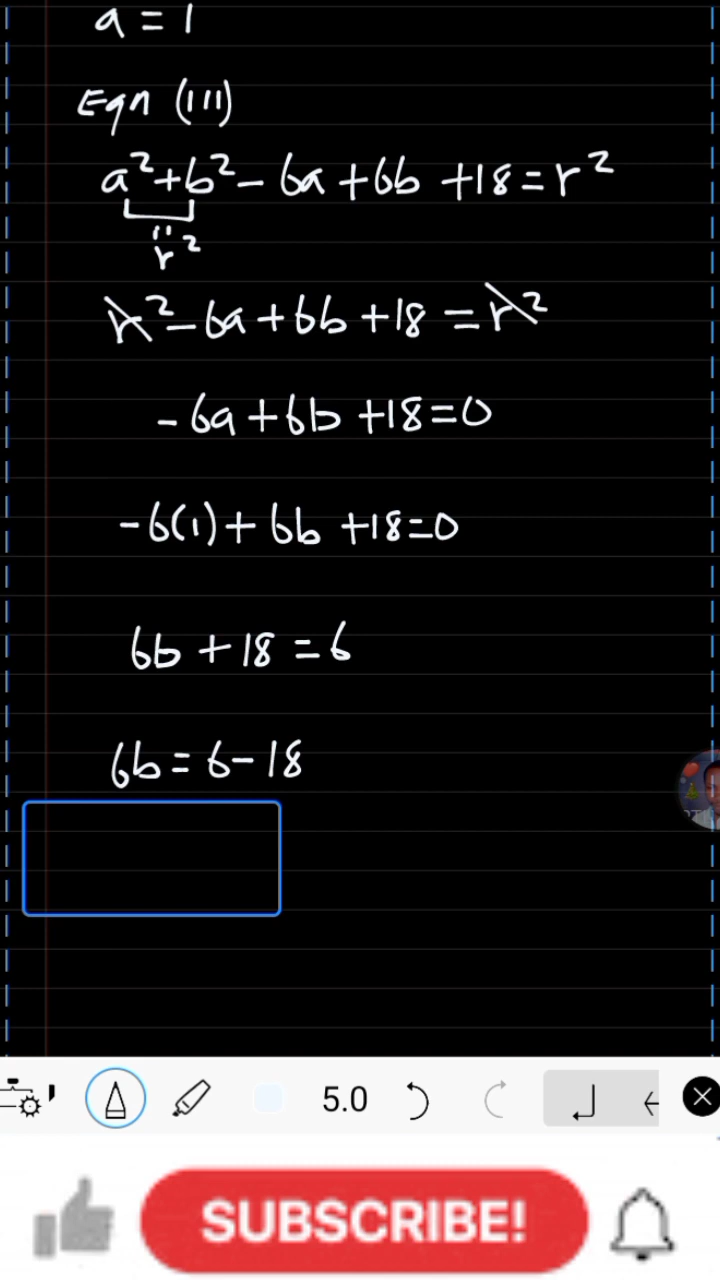 a = 1
Eqn (III)
a²+b²- 6a +6b +18 = r²
"
r²
r²- 6a + 6b +18 = r²
- 6a + 6b +18=0
-6(1)+ 6b +18=0
6b +18 = 6
6b = 6-18
5.0
SUBSCRIBE!